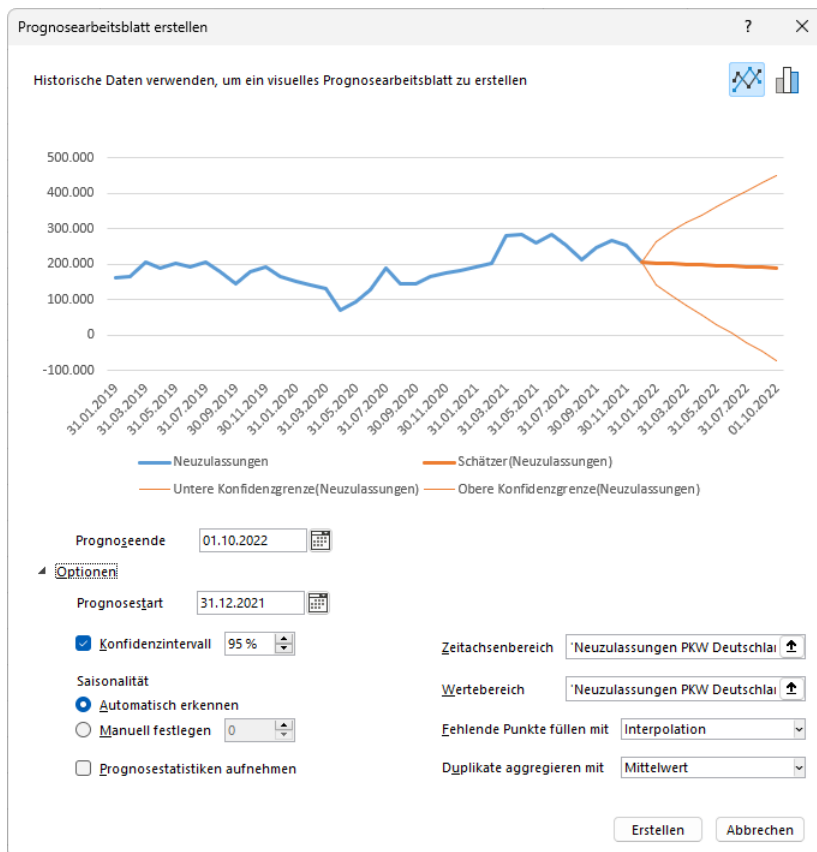 Prognosearbeitsblatt erstellen
?
Historische Daten verwenden, um ein visuelles Prognosearbeitsblatt zu erstellen
500.000
400.000
300.000
200.000
100.000
0
-100.000
31.01.2019
31.03.2019
31.05.2019
31.07.2019
30.09.2019
30.11.2019
31.01.2020
31.03.2020
31.05.2020
31.07.2020
30.09.2020
30.11.2020
31.01.2021
31.03.2021
31.05.2021
31.07.2021
30.09.2021
30.11.2021
31.01.2022
31.03.2022
31.05.2022
31.07.2022
01.10.2022
Neuzulassungen
Schätzer(Neuzulassungen)
Untere Konfidenzgrenze(Neuzulassungen)
Obere Konfidenzgrenze(Neuzulassungen)
Prognoseende 01.10.2022
Optionen
Prognosestart 31.12.2021
Konfidenzintervall 95 %
Zeitachsenbereich 'Neuzulassungen PKW Deutschla
Saisonalität
Wertebereich 'Neuzulassungen PKW Deutschla
Automatisch erkennen
Manuell festlegen 0
Fehlende Punkte füllen mit Interpolation
Prognosestatistiken aufnehmen
Duplikate aggregieren mit Mittelwert
Erstellen
Abbrechen